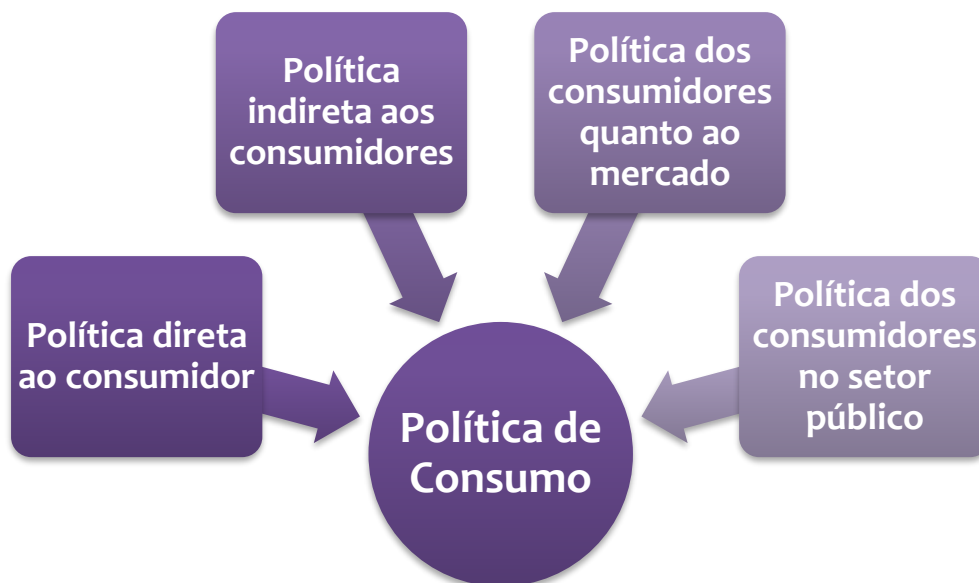 Política direta
ao consumidor
Política
indireta aos
consumidores
Política dos
consumidores
quanto ao
mercado
Política dos
consumidores
no setor
público
Política de
Consumo